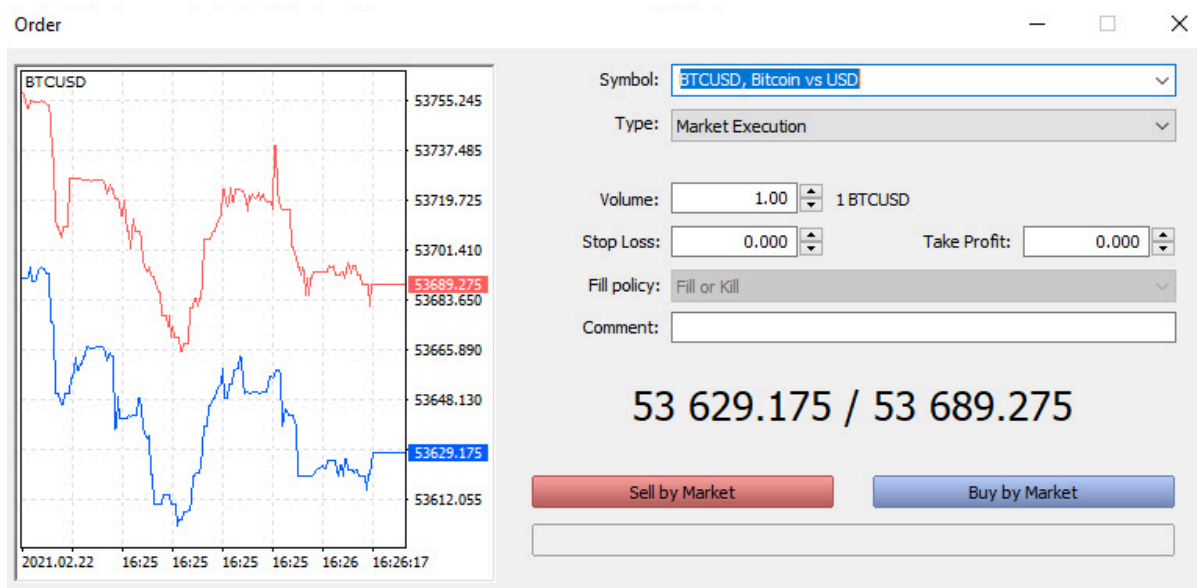 Order
BTCUSD
53755.245
53737.485
53719.725
53701.410
53689.275
53683.650
53665.890
53648.130
53629.175
53612.055
2021.02.22 16:25 16:25 16:25 16:25 16:26 16:26:17
Symbol: BTCUSD, Bitcoin vs USD
Type: Market Execution
Volume: 1.00 1 BTCUSD
Stop Loss: 0.000 Take Profit: 0.000
Fill policy: Fill or Kill
Comment:
53 629.175 / 53 689.275
Sell by Market Buy by Market